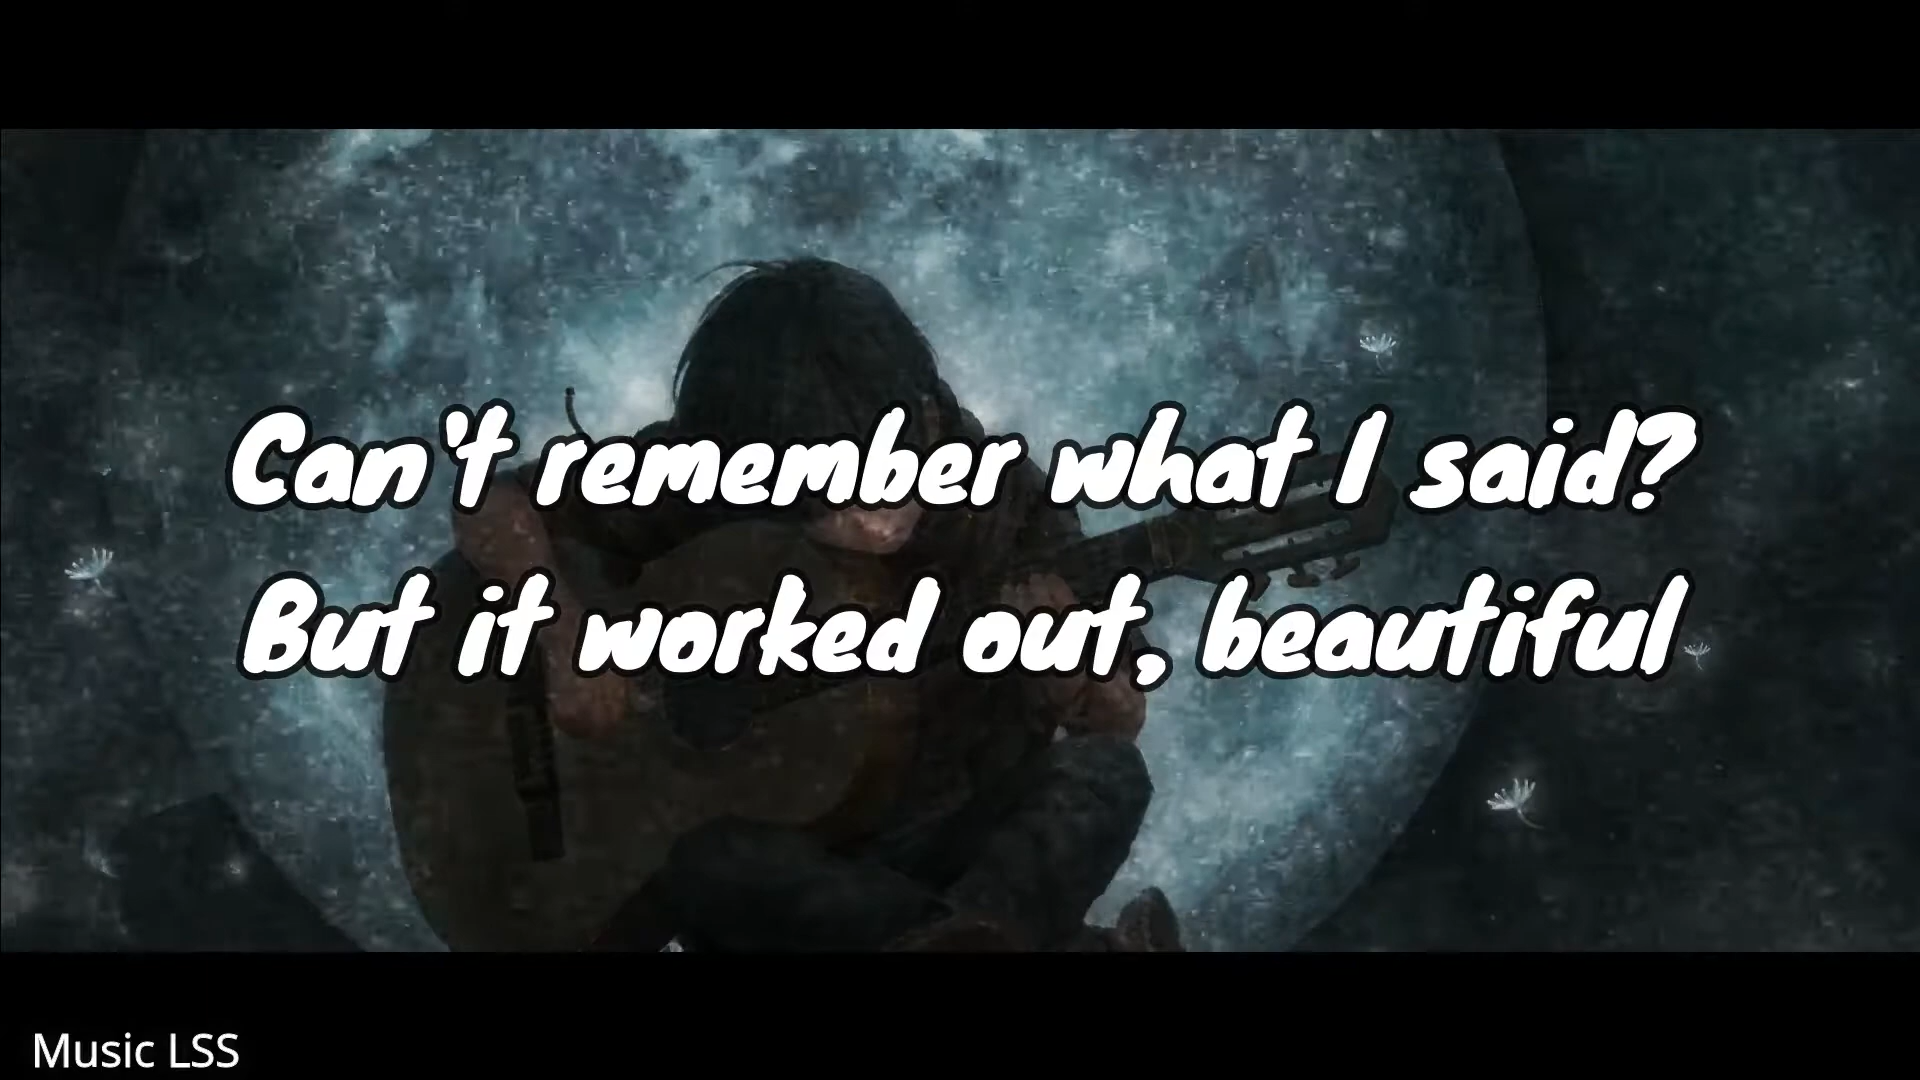 Can't remember what I said?
But it worked out, beautiful
Music LSS